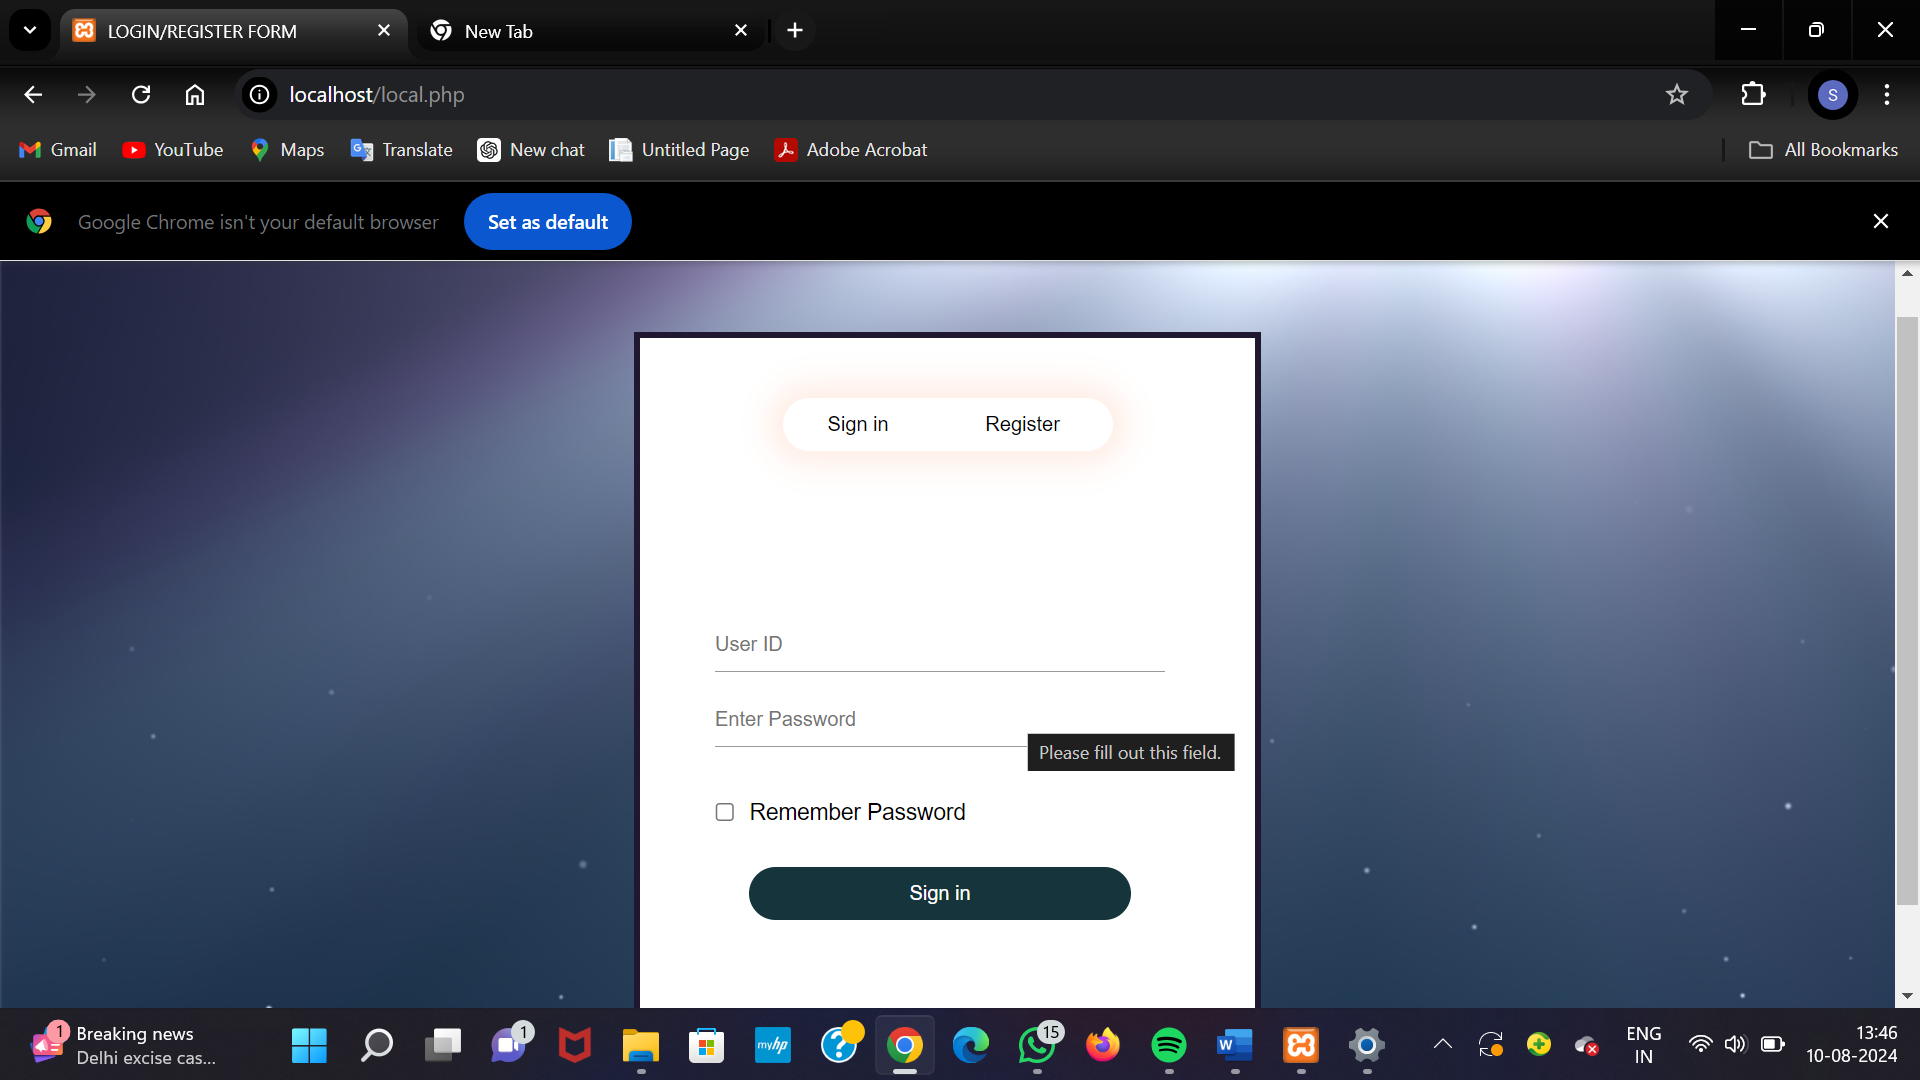 LOGIN/REGISTER FORM
New Tab
localhost/local.php
S
Gmail
YouTube
Maps
Translate
New chat
Untitled Page
Adobe Acrobat
All Bookmarks
Google Chrome isn't your default browser
Set as default
Sign in
Register
User ID
Enter Password
Please fill out this field.
Remember Password
Sign in
1
Breaking news
Delhi excise cas...
1
myhp
?
15
W
ENG
IN
13:46
10-08-2024